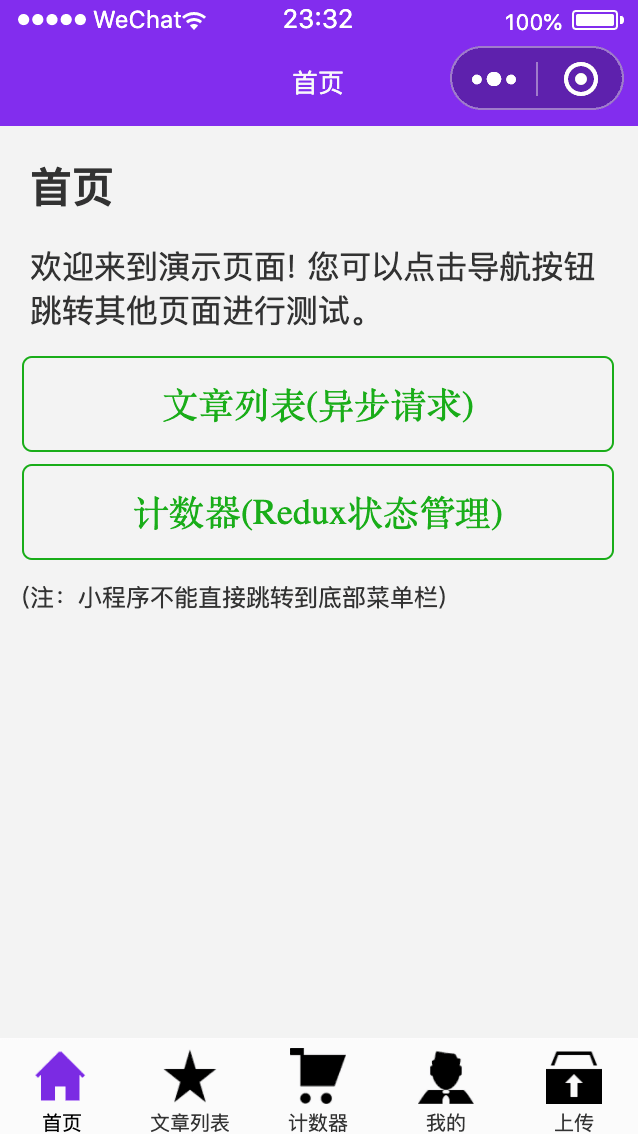 WeChat
23:32
100%
首页
首页
欢迎来到演示页面! 您可以点击导航按钮
跳转其他页面进行测试。
文章列表(异步请求)
计数器(Redux状态管理)
(注：小程序不能直接跳转到底部菜单栏)
首页
文章列表
计数器
我的
上传